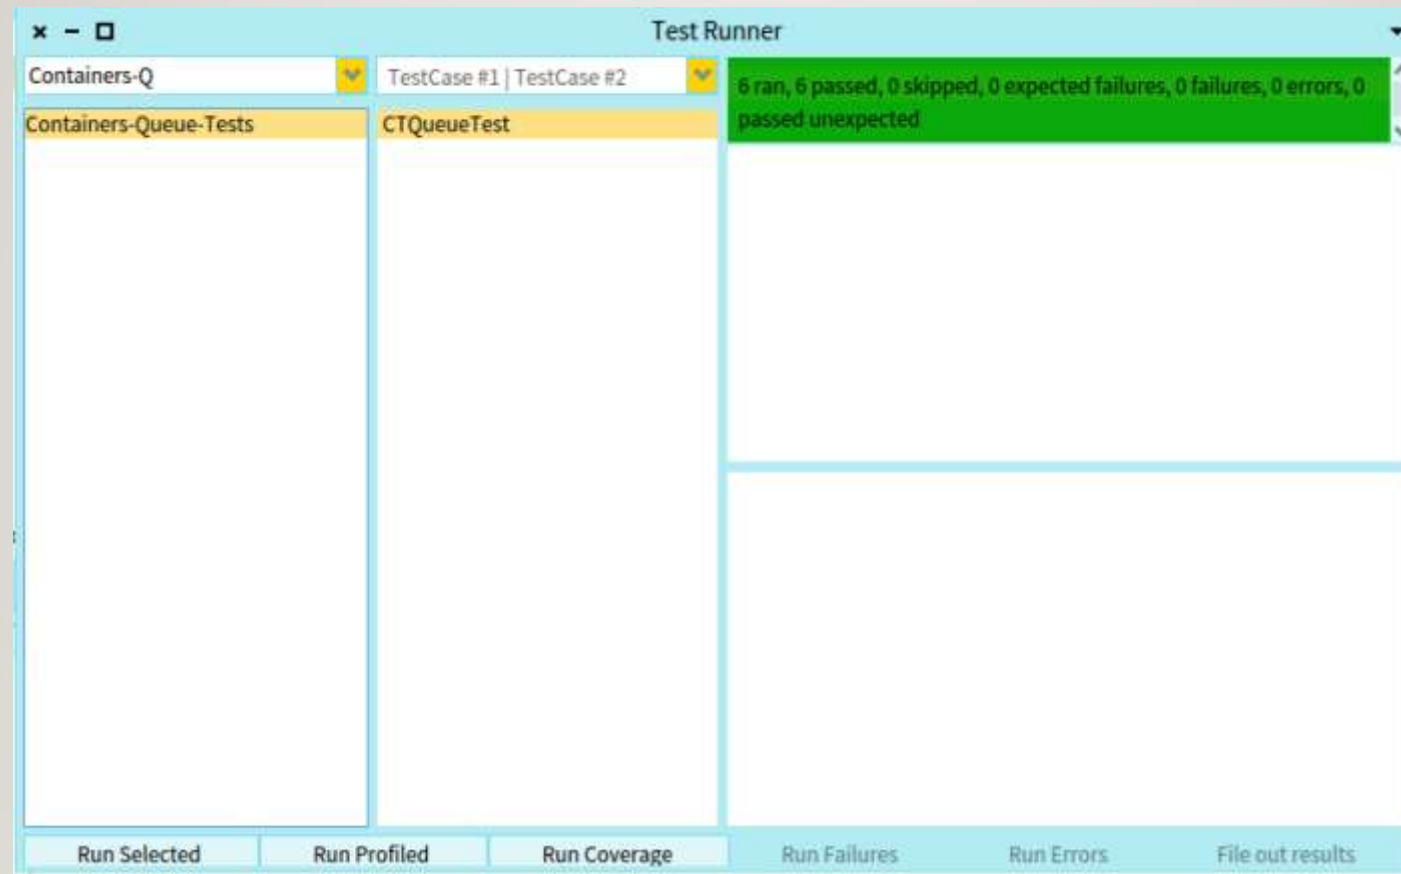 Test Runner
Containers-Q
TestCase #1 | TestCase #2
6 ran, 6 passed, 0 skipped, 0 expected failures, 0 failures, 0 errors, 0
passed unexpected
Containers-Queue-Tests
CTQueueTest
Run Selected
Run Profiled
Run Coverage
Run Failures
Run Errors
File out results